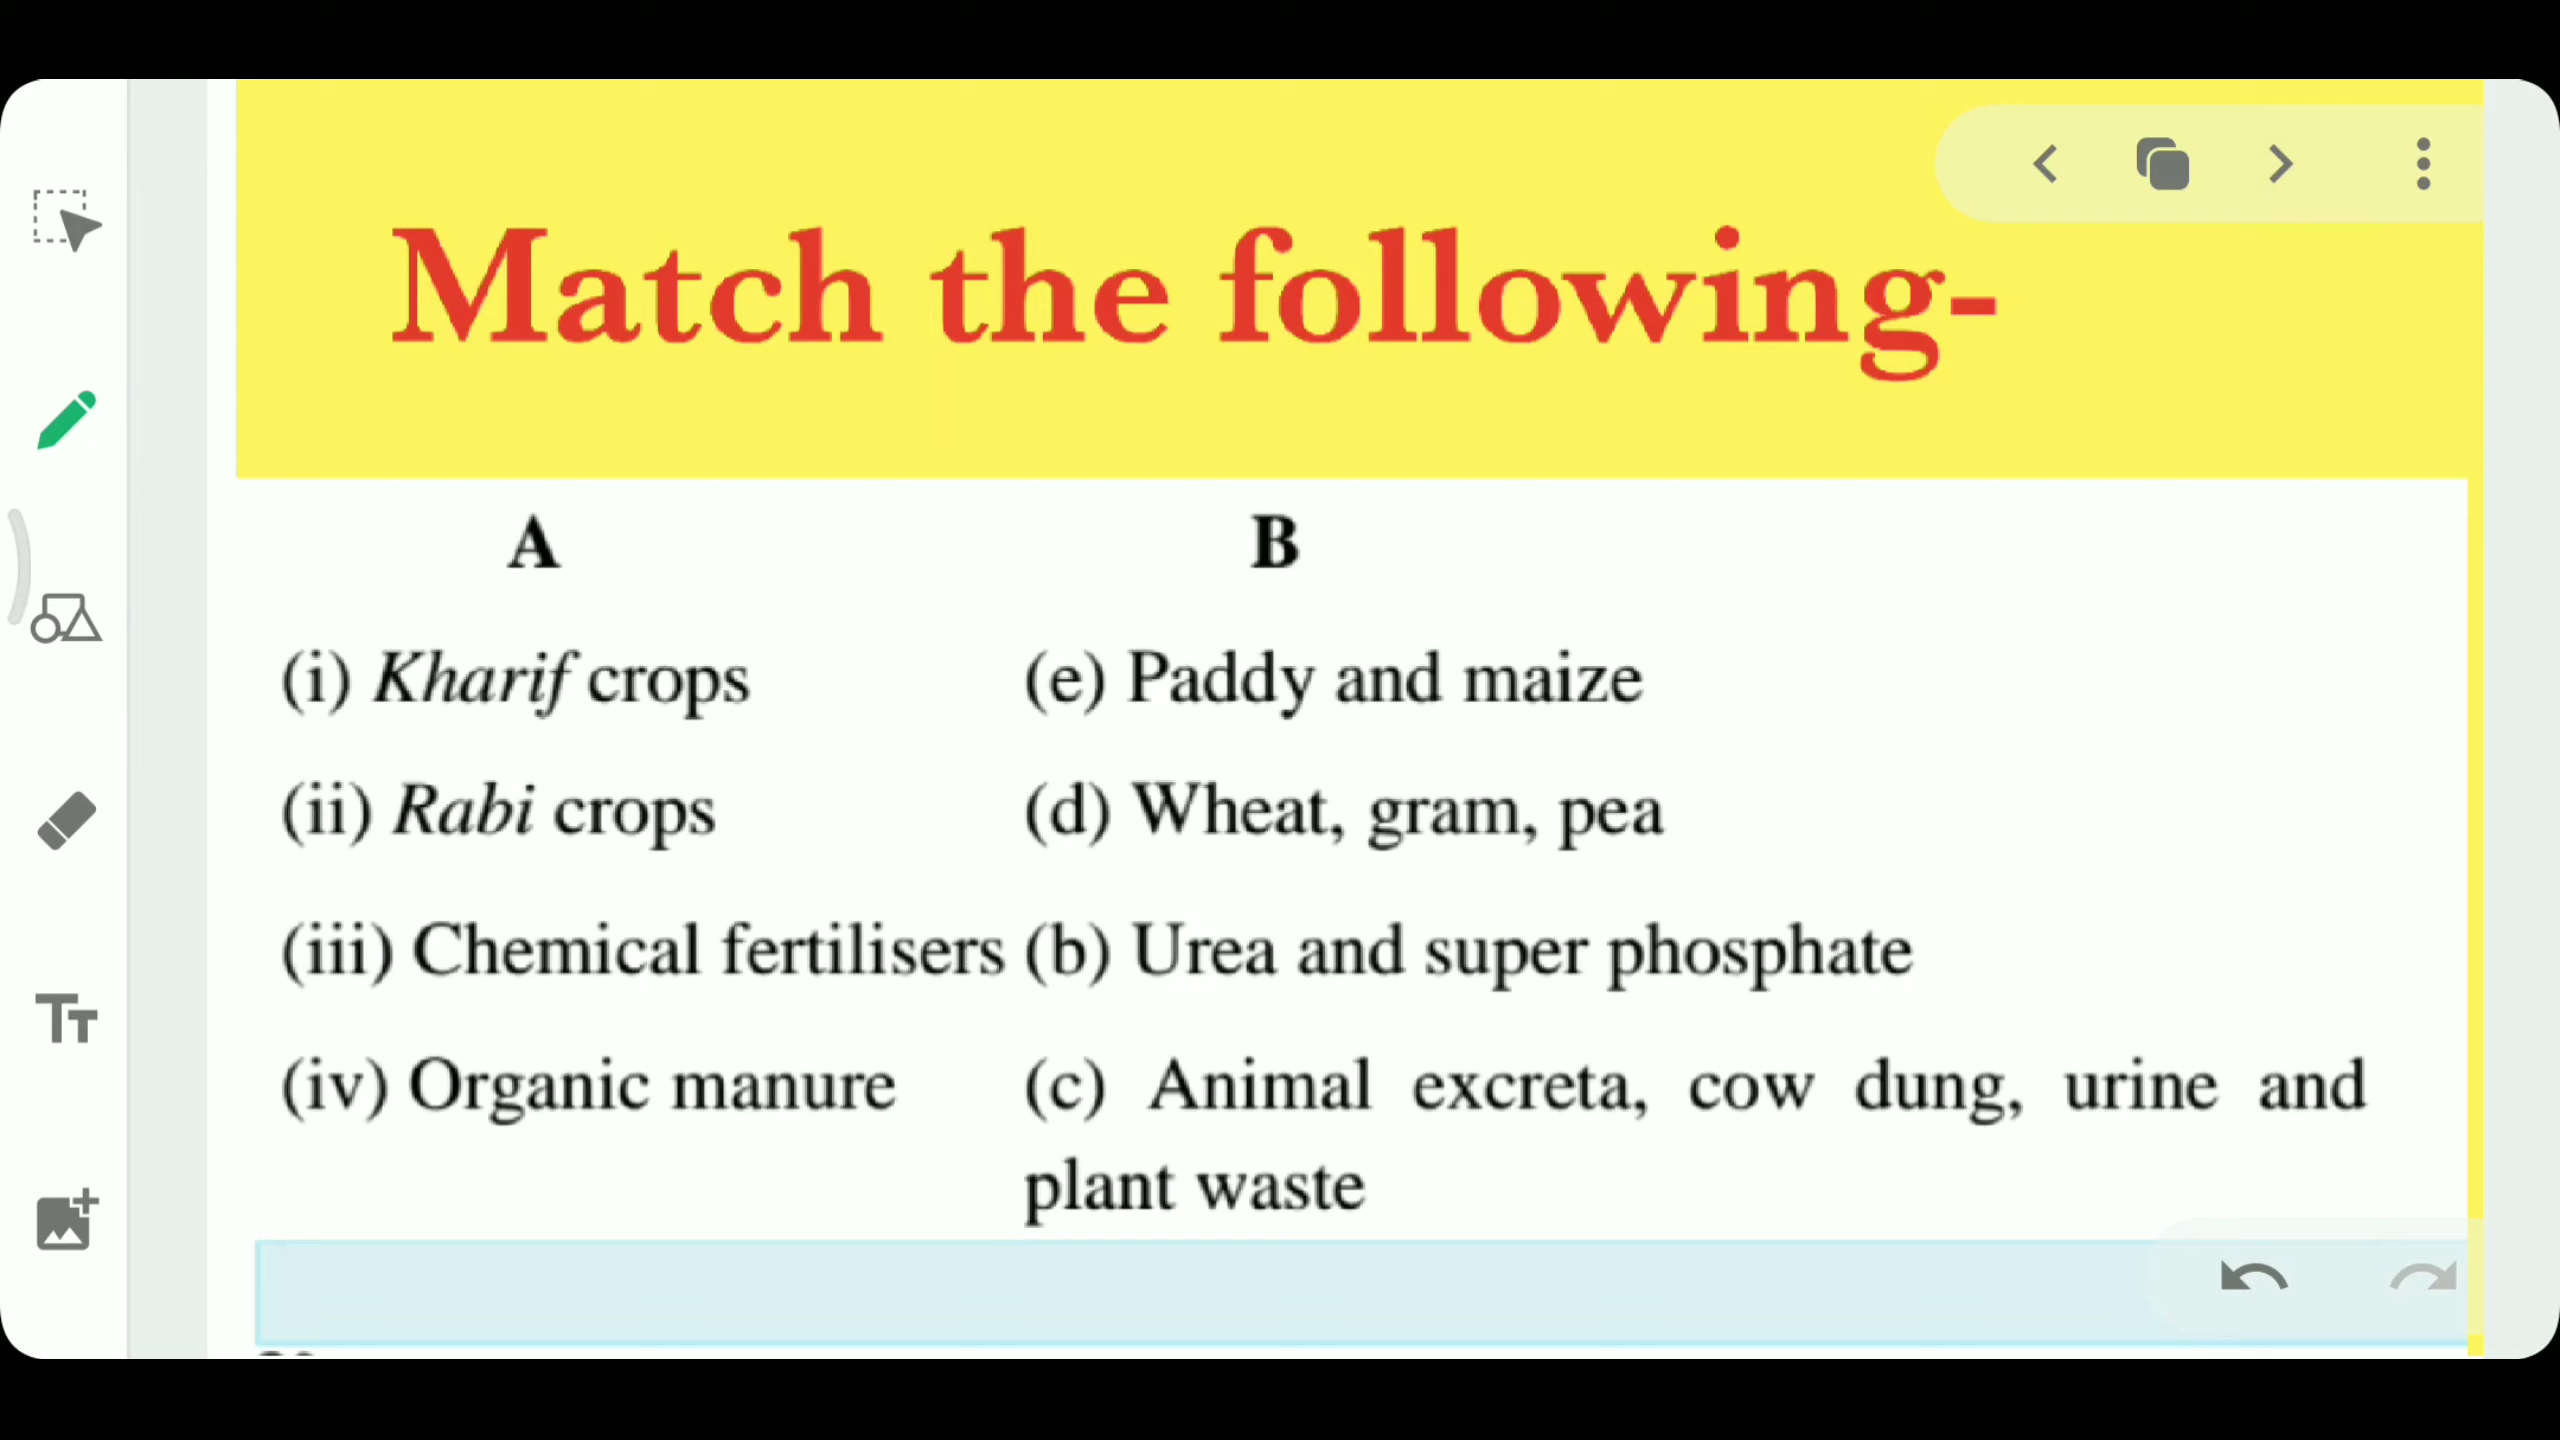 Match the following-
A B
(i) Kharif crops (e) Paddy and maize
(ii) Rabi crops (d) Wheat, gram, pea
(iii) Chemical fertilisers (b) Urea and super phosphate
(iv) Organic manure (c) Animal excreta, cow dung, urine and
plant waste